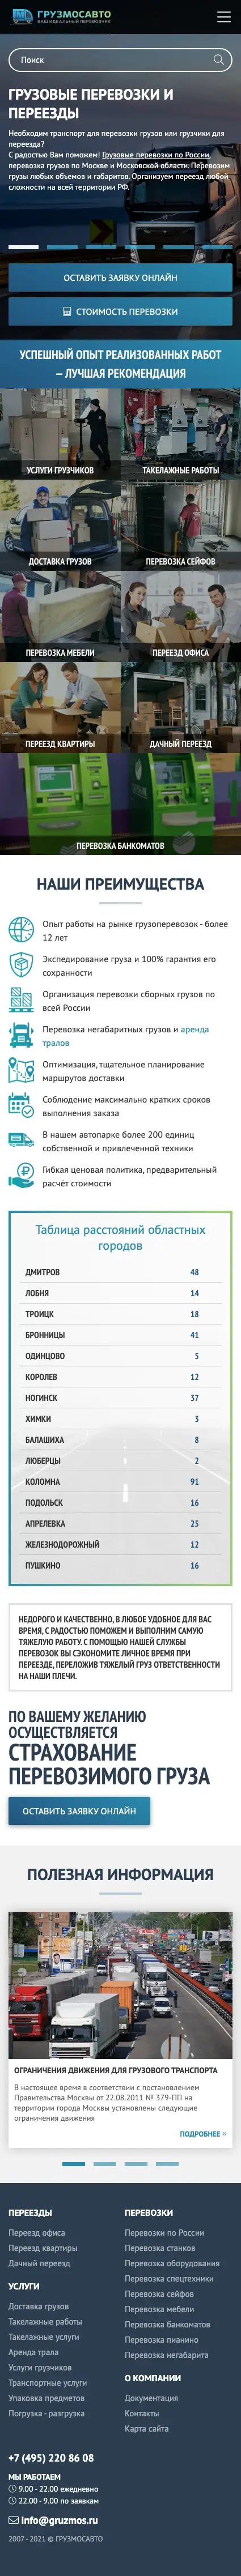 ГРУЗМОСАВТО
ВАШ ИДЕАЛЬНЫЙ ПЕРЕВОЗЧИК
Поиск
ГРУЗОВЫЕ ПЕРЕВОЗКИ И
ПЕРЕЕЗДЫ
Необходим транспорт для перевозки грузов или грузчики для
переезда?
С радостью Вам поможем! Грузовые перевозки по России,
перевозка грузов по Москве и Московской области. Перевозим
грузы любых объемов и габаритов. Организуем переезд любой
сложности на всей территории РФ.
ОСТАВИТЬ ЗАЯВКУ ОНЛАЙН
СТОИМОСТЬ ПЕРЕВОЗКИ
УСПЕШНЫЙ ОПЫТ РЕАЛИЗОВАННЫХ РАБОТ
— ЛУЧШАЯ РЕКОМЕНДАЦИЯ
УСЛУГИ ГРУЗЧИКОВ
ТАКЕЛАЖНЫЕ РАБОТЫ
ДОСТАВКА ГРУЗОВ
ПЕРЕВОЗКА СЕЙФОВ
ПЕРЕВОЗКА МЕБЕЛИ
ПЕРЕЕЗД ОФИСА
ПЕРЕЕЗД КВАРТИРЫ
ДАЧНЫЙ ПЕРЕЕЗД
ПЕРЕВОЗКА БАНКОМАТОВ
НАШИ ПРЕИМУЩЕСТВА
Опыт работы на рынке грузоперевозок - более
12 лет
Экспедирование груза и 100% гарантия его
сохранности
Организация перевозки сборных грузов по
всей России
Перевозка негабаритных грузов и аренда
тралов
Оптимизация, тщательное планирование
маршрутов доставки
Соблюдение максимально кратких сроков
выполнения заказа
В нашем автопарке более 200 единиц
собственной и привлеченной техники
Гибкая ценовая политика, предварительный
расчёт стоимости
Таблица расстояний областных
городов
ДМИТРОВ 48
ЛОБНЯ 14
ТРОИЦК 18
БРОННИЦЫ 41
ОДИНЦОВО 5
КОРОЛЕВ 12
НОГИНСК 37
ХИМКИ 3
БАЛАШИХА 8
ЛЮБЕРЦЫ 2
КОЛОМНА 91
ПОДОЛЬСК 16
АПРЕЛЕВКА 25
ЖЕЛЕЗНОДОРОЖНЫЙ 12
ПУШКИНО 16
НЕДОРОГО И КАЧЕСТВЕННО, В ЛЮБОЕ УДОБНОЕ ДЛЯ ВАС
ВРЕМЯ, С РАДОСТЬЮ ПОМОЖЕМ И ВЫПОЛНИМ САМУЮ
ТЯЖЕЛУЮ РАБОТУ. С ПОМОЩЬЮ НАШЕЙ СЛУЖБЫ
ПЕРЕВОЗОК ВЫ СЭКОНОМИТЕ ЛИЧНОЕ ВРЕМЯ ПРИ
ПЕРЕЕЗДЕ, ПЕРЕЛОЖИВ ТЯЖЕЛЫЙ ГРУЗ ОТВЕТСТВЕННОСТИ
НА НАШИ ПЛЕЧИ.
ПО ВАШЕМУ ЖЕЛАНИЮ
ОСУЩЕСТВЛЯЕТСЯ
СТРАХОВАНИЕ
ПЕРЕВОЗИМОГО ГРУЗА
ОСТАВИТЬ ЗАЯВКУ ОНЛАЙН
ПОЛЕЗНАЯ ИНФОРМАЦИЯ
ОГРАНИЧЕНИЯ ДВИЖЕНИЯ ДЛЯ ГРУЗОВОГО ТРАНСПОРТА
В настоящее время в соответствии с постановлением
Правительства Москвы от 22.08.2011 № 379-ПП на
территории города Москвы установлены следующие
ограничения движения
ПОДРОБНЕЕ »
ПЕРЕЕЗДЫ
Переезд офиса
Переезд квартиры
Дачный переезд
УСЛУГИ
Доставка грузов
Такелажные работы
Такелажные услуги
Аренда трала
Услуги грузчиков
Транспортные услуги
Упаковка предметов
Погрузка - разгрузка
ПЕРЕВОЗКИ
Перевозки по России
Перевозка станков
Перевозка оборудования
Перевозка спецтехники
Перевозка сейфов
Перевозка мебели
Перевозка банкоматов
Перевозка пианино
Перевозка негабарита
О КОМПАНИИ
Документация
Контакты
Карта сайта
+7 (495) 220 86 08
МЫ РАБОТАЕМ
9.00 - 22.00 ежедневно
22.00 - 9.00 по заявкам
info@gruzmos.ru
2007 - 2021 © ГРУЗМОСАВТО